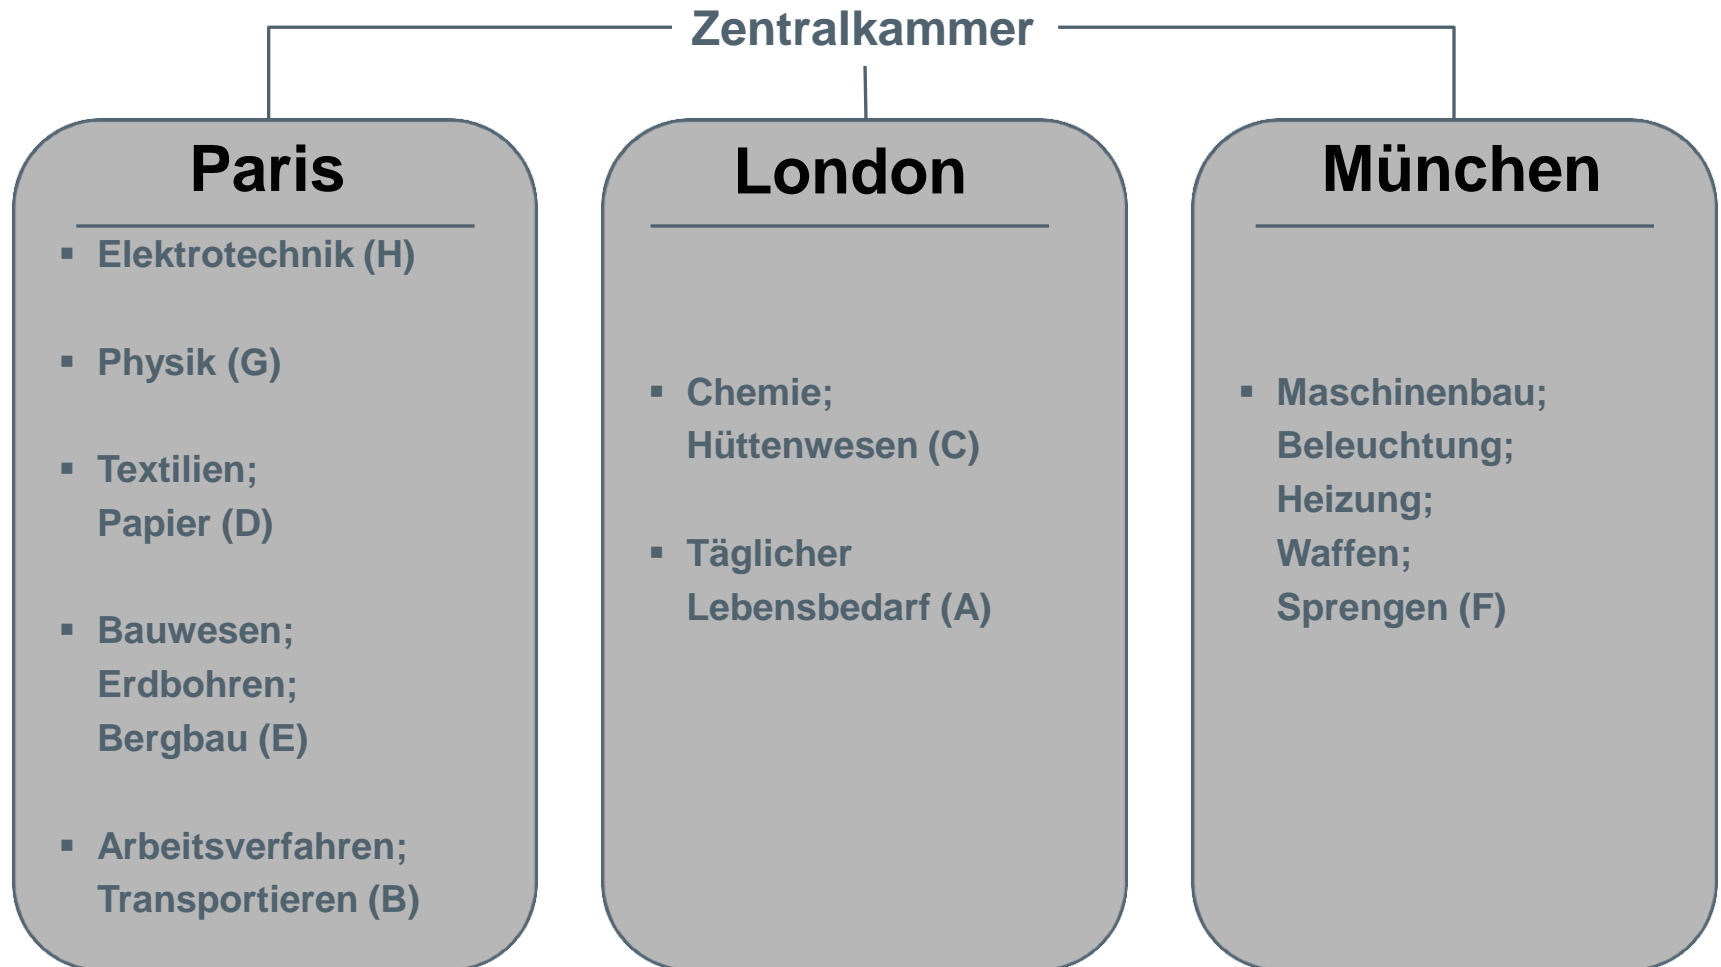 Zentralkammer
Paris
▪ Elektrotechnik (H)
▪ Physik (G)
▪ Textilien;
Papier (D)
▪ Bauwesen;
Erdbohren;
Bergbau (E)
▪ Arbeitsverfahren;
Transportieren (B)
London
▪ Chemie;
Hüttenwesen (C)
▪ Täglicher
Lebensbedarf (A)
München
▪ Maschinenbau;
Beleuchtung;
Heizung;
Waffen;
Sprengen (F)